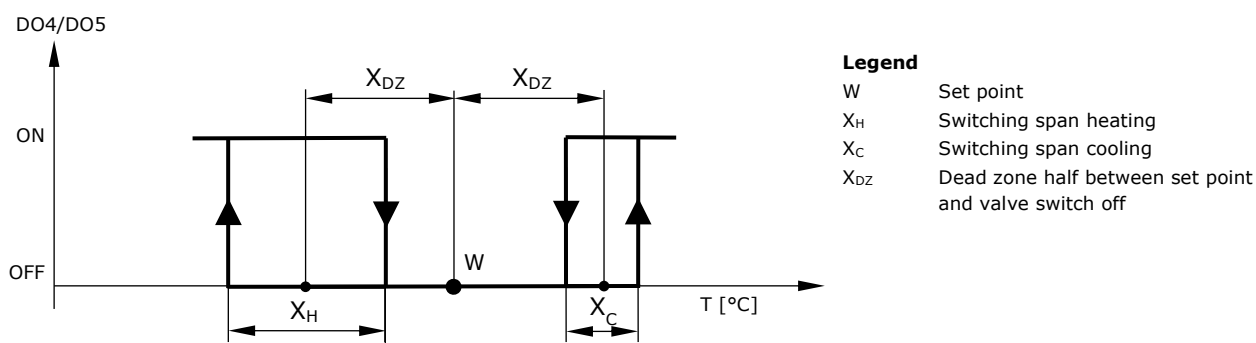 DO4/DO5
X_DZ X_DZ
ON
OFF
W
X_H
X_C
T [°C]
Legend
W Set point
X_H Switching span heating
X_C Switching span cooling
X_DZ Dead zone half between set point
and valve switch off